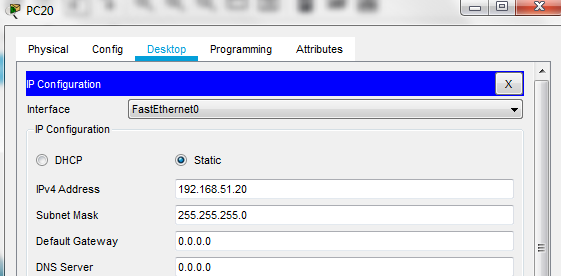 PC20
Physical Config Desktop Programming Attributes
IP Configuration X
Interface FastEthernet0
IP Configuration
DHCP Static
IPv4 Address 192.168.51.20
Subnet Mask 255.255.255.0
Default Gateway 0.0.0.0
DNS Server 0.0.0.0